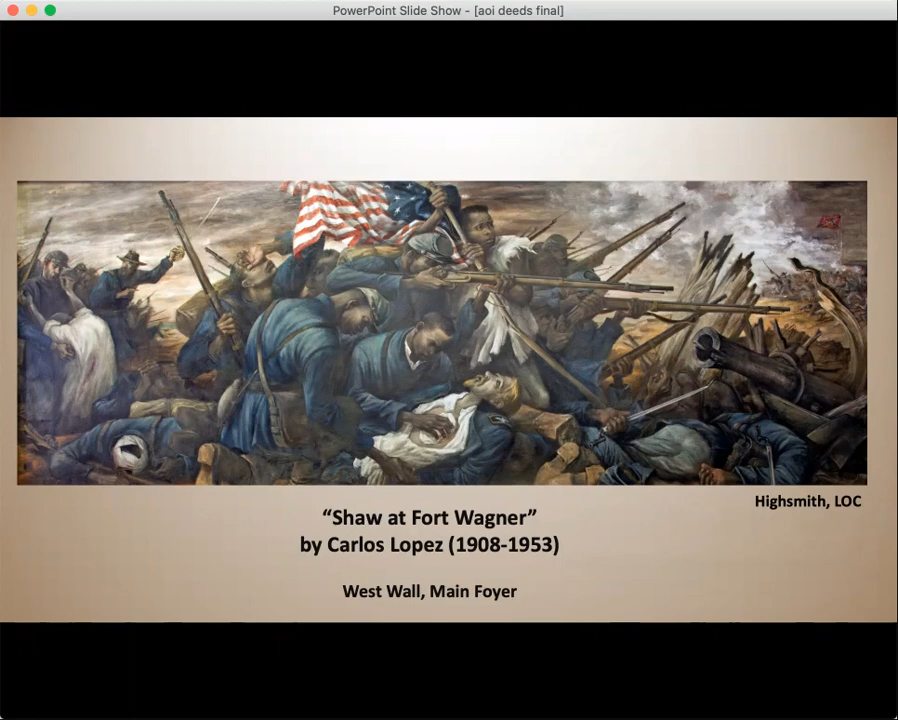 PowerPoint Slide Show - [aoi deeds final]
Highsmith, LOC
“Shaw at Fort Wagner”
by Carlos Lopez (1908-1953)
West Wall, Main Foyer